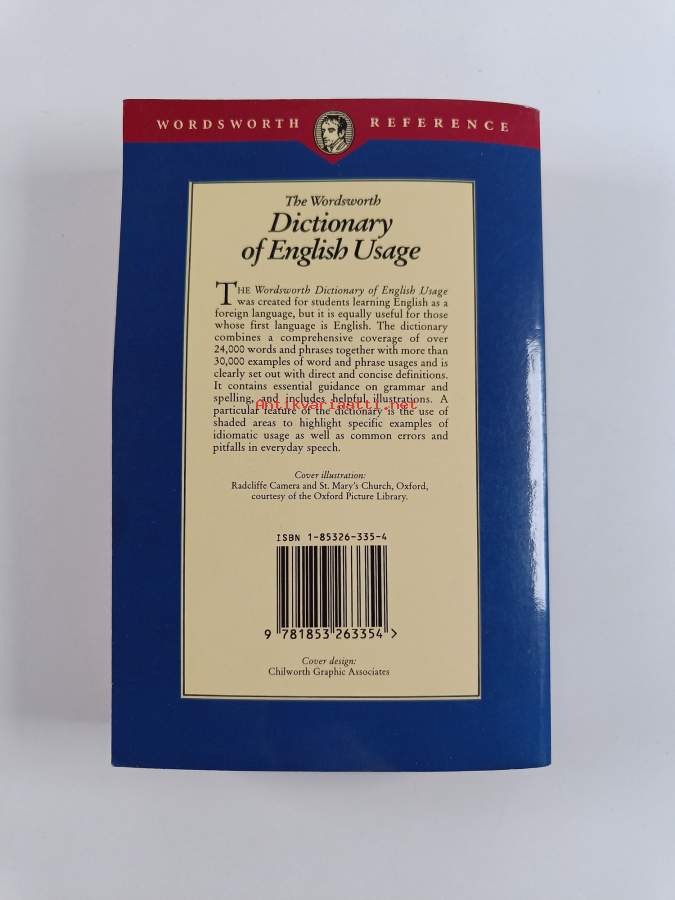 WORDSWORTH REFERENCE
The Wordsworth
Dictionary
of English Usage
THE Wordsworth Dictionary of English Usage
was created for students learning English as a
foreign language, but it is equally useful for those
whose first language is English. The dictionary
combines a comprehensive coverage of over
24,000 words and phrases together with more than
30,000 examples of word and phrase usages and is
clearly set out with direct and concise definitions.
It contains essential guidance on grammar and
spelling, and includes helpful illustrations. A
Antikvariaatti.net
particular feature of the dictionary is the use of
shaded areas to highlight specific examples of
idiomatic usage as well as common errors and
pitfalls in everyday speech.
Cover illustration:
Radcliffe Camera and St. Mary's Church, Oxford,
courtesy of the Oxford Picture Library.
ISBN 1-85326-335-4
9 781853 263354 >
Cover design:
Chilworth Graphic Associates